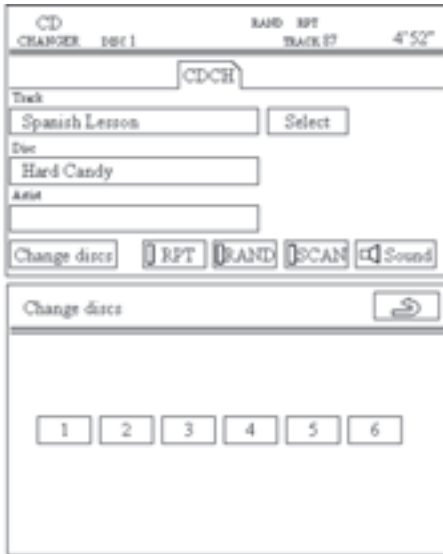 CD RAND RPT
CHANGER DISC 1 TRACK 87 4'52"
CDCH
Track
Spanish Lesson Select
Disc
Hard Candy
Artist
Change discs RPT RAND SCAN Sound
Change discs
1 2 3 4 5 6